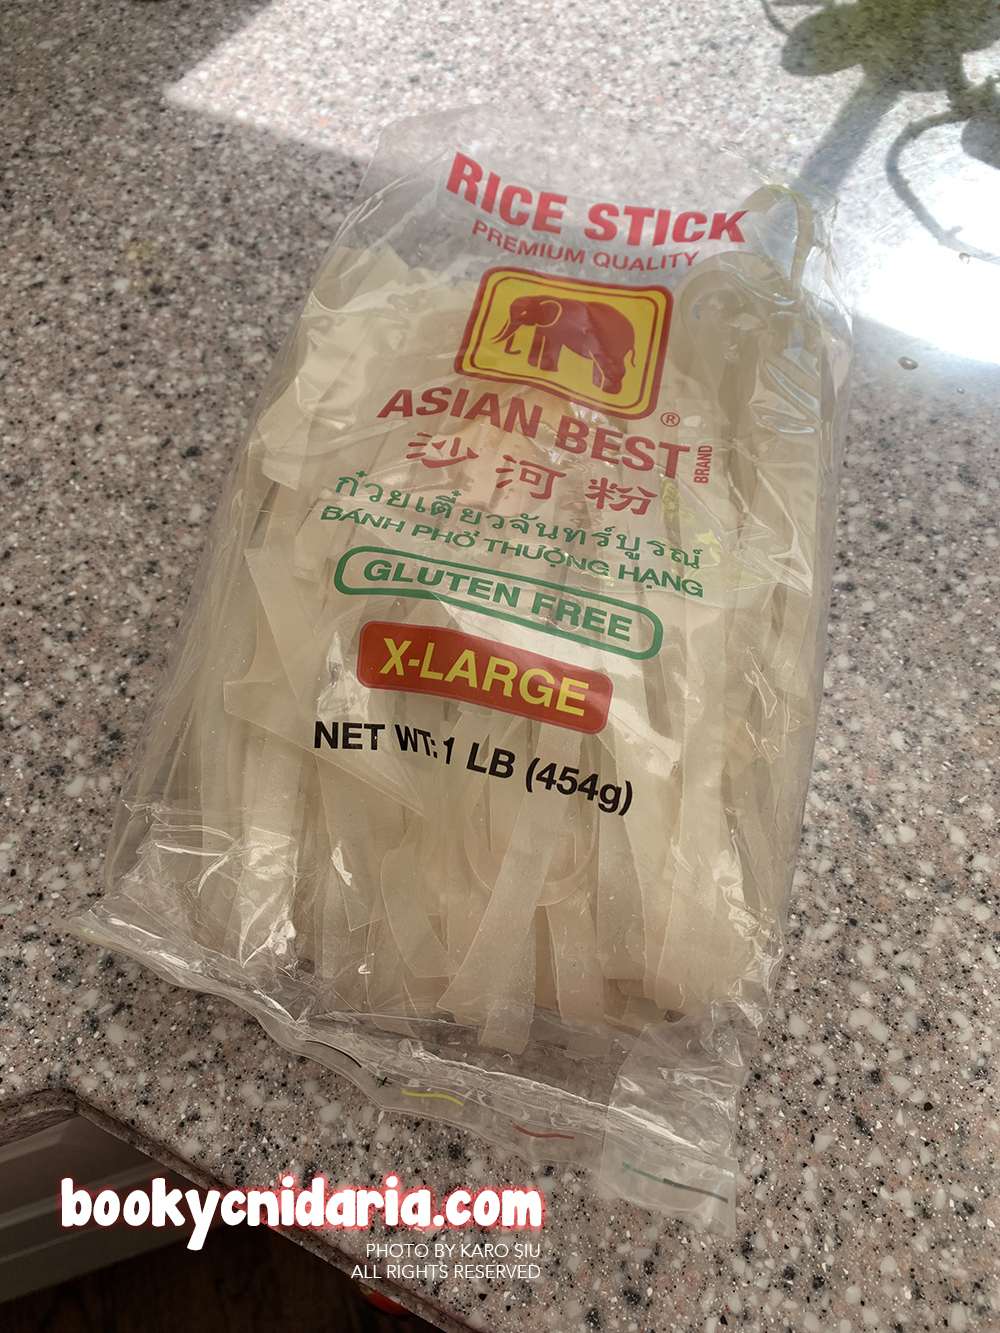 RICE STICK
PREMIUM QUALITY
ASIAN BEST® BRAND
沙河粉
ก๋วยเตี๋ยวจันทร์บูรณ์
BÁNH PHỞ THƯỢNG HẠNG
GLUTEN FREE
X-LARGE
NET WT: 1 LB (454g)
bookycnidaria.com
PHOTO BY KARO SIU
ALL RIGHTS RESERVED